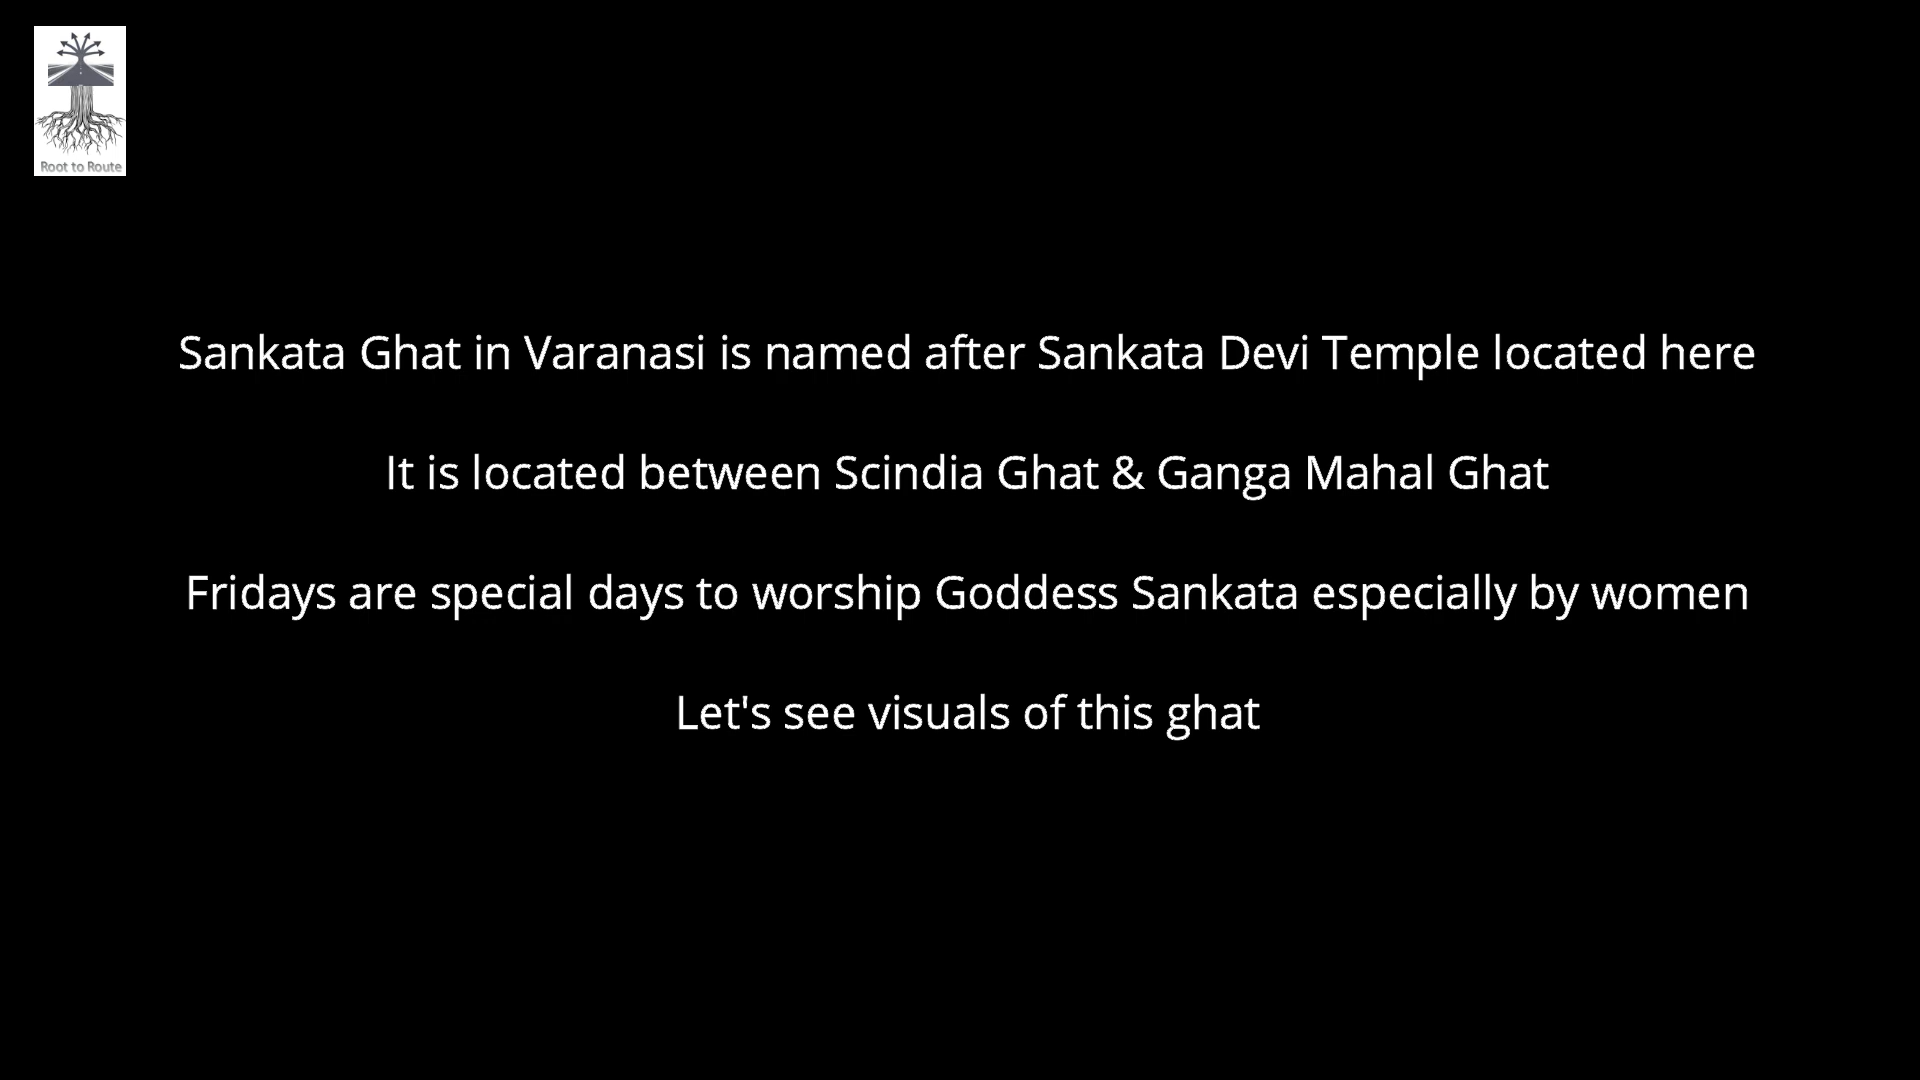 Root to Route
Sankata Ghat in Varanasi is named after Sankata Devi Temple located here
It is located between Scindia Ghat & Ganga Mahal Ghat
Fridays are special days to worship Goddess Sankata especially by women
Let's see visuals of this ghat